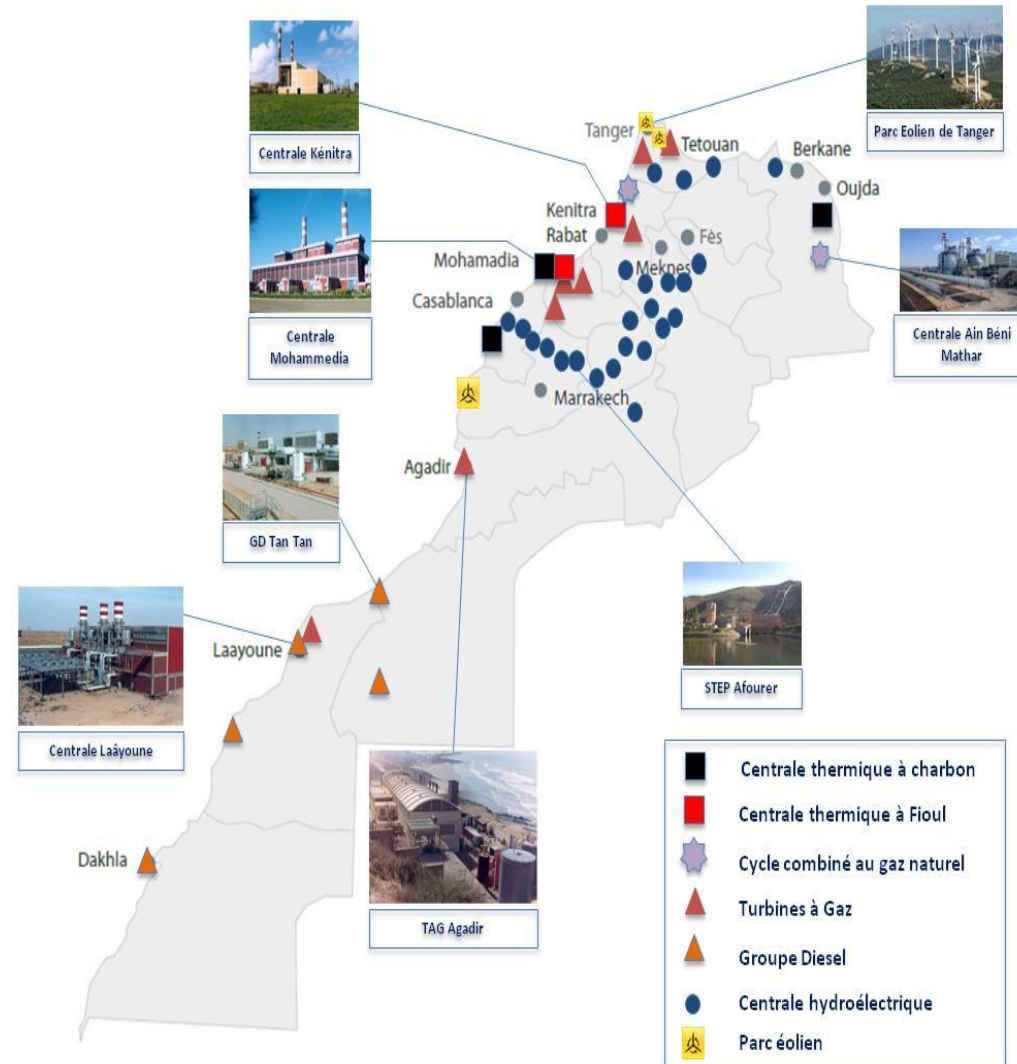 Centrale Kénitra
Parc Eolien de Tanger
Tanger
Tetouan
Berkane
Oujda
Kenitra
Rabat
Fès
Mohamadia
Meknes
Centrale
Mohammedia
Casablanca
Centrale Ain Béni
Mathar
Marrakech
Agadir
GD Tan Tan
Laayoune
STEP Afourer
Centrale Laâyoune
Dakhla
TAG Agadir
Centrale thermique à charbon
Centrale thermique à Fioul
Cycle combiné au gaz naturel
Turbines à Gaz
Groupe Diesel
Centrale hydroélectrique
Parc éolien